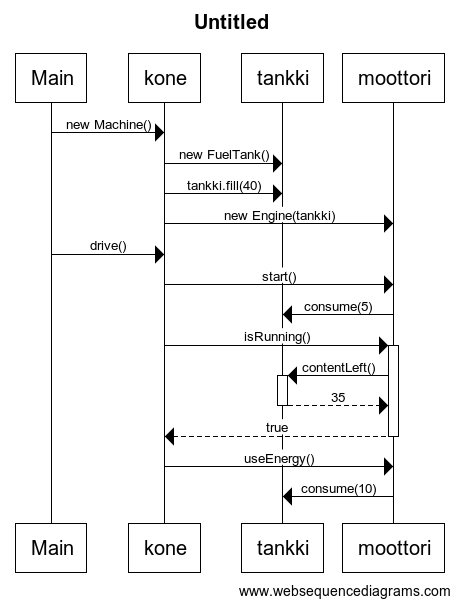 Untitled
Main kone tankki moottori
new Machine()
new FuelTank()
tankki.fill(40)
new Engine(tankki)
drive()
start()
consume(5)
isRunning()
contentLeft()
35
true
useEnergy()
consume(10)
Main kone tankki moottori
www.websequencediagrams.com